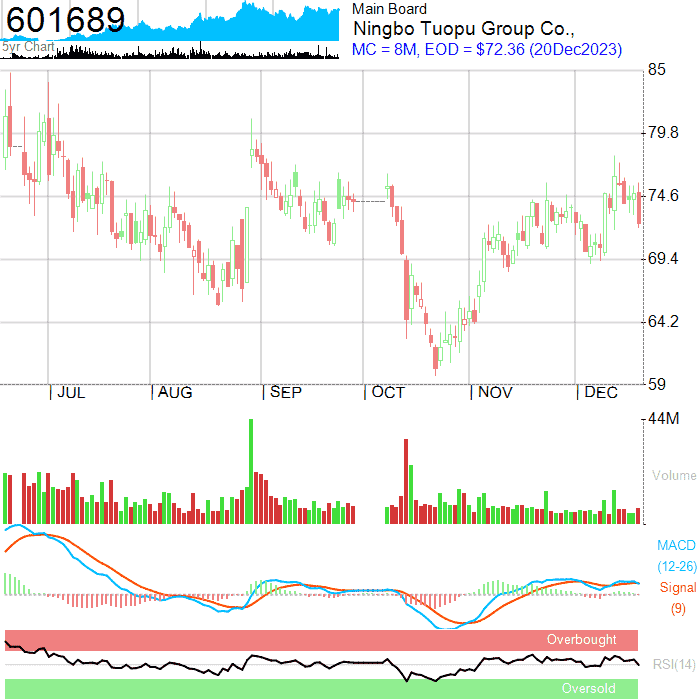 601689
5yr Chart
Main Board
Ningbo Tuopu Group Co.,
MC = 8M, EOD = $72.36 (20Dec2023)
85
79.8
74.6
69.4
64.2
59
JUL AUG SEP OCT NOV DEC
44M
Volume
MACD
(12-26)
Signal
(9)
Overbought
RSI(14)
Oversold